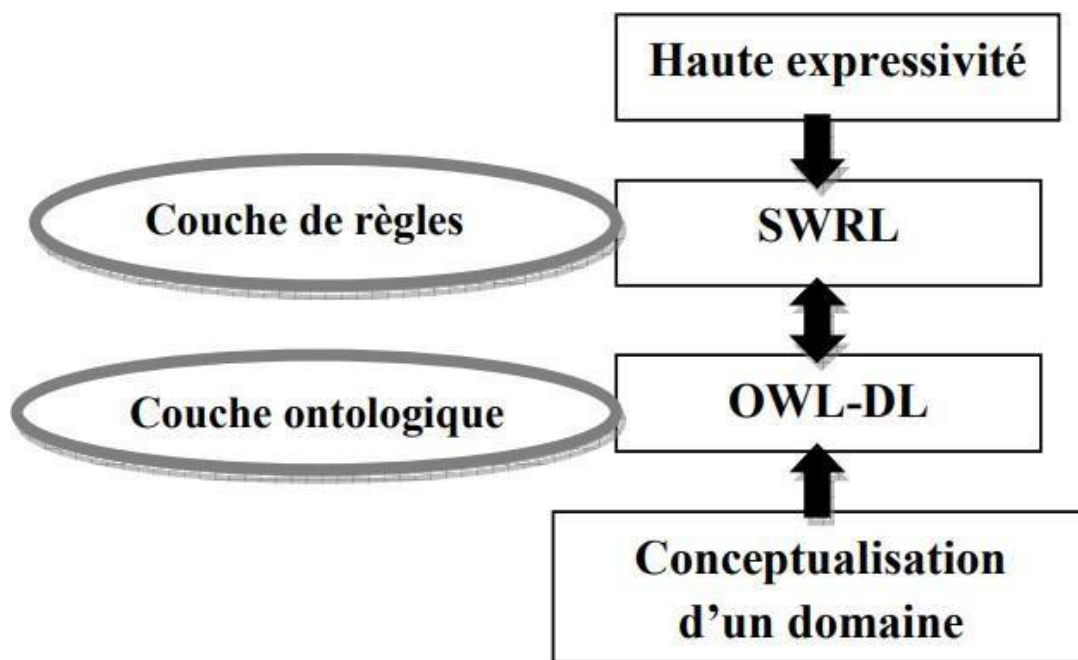 Haute expressivité
Couche de règles
SWRL
Couche ontologique
OWL-DL
Conceptualisation
d’un domaine